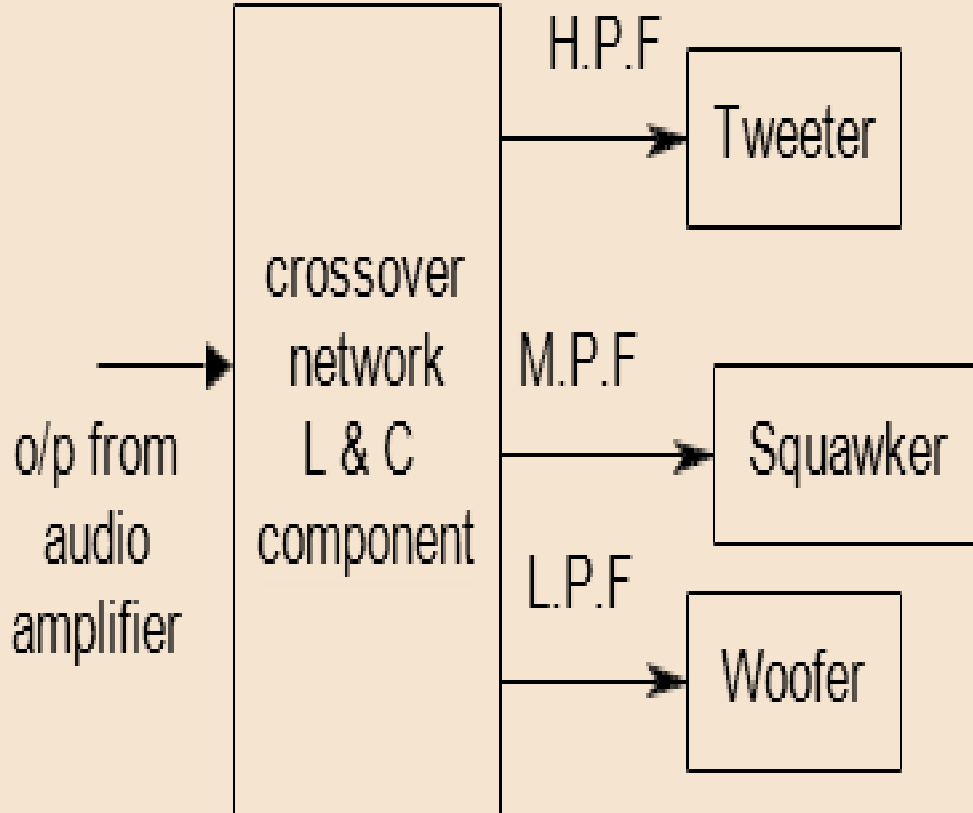 o/p from
audio
amplifier
crossover
network
L & C
component
H.P.F
Tweeter
M.P.F
Squawker
L.P.F
Woofer